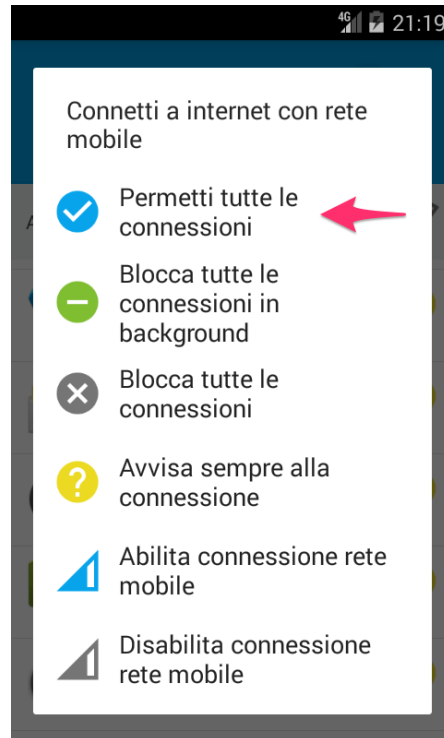 4G 21:19
Connetti a internet con rete
mobile
Permetti tutte le
connessioni
Blocca tutte le
connessioni in
background
Blocca tutte le
connessioni
Avvisa sempre alla
connessione
Abilita connessione rete
mobile
Disabilita connessione
rete mobile